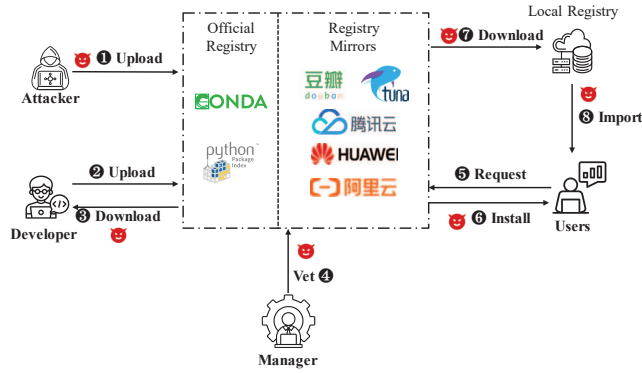 Official
Registry
Registry
Mirrors
Local Registry
❶ Upload
Attacker
CONDA
python™
Package
Index
豆瓣
douban
tuna
腾讯云
HUAWEI
阿里云
❼ Download
❽ Import
❷ Upload
❸ Download
Developer
❺ Request
❻ Install
Users
Vet ❹
Manager